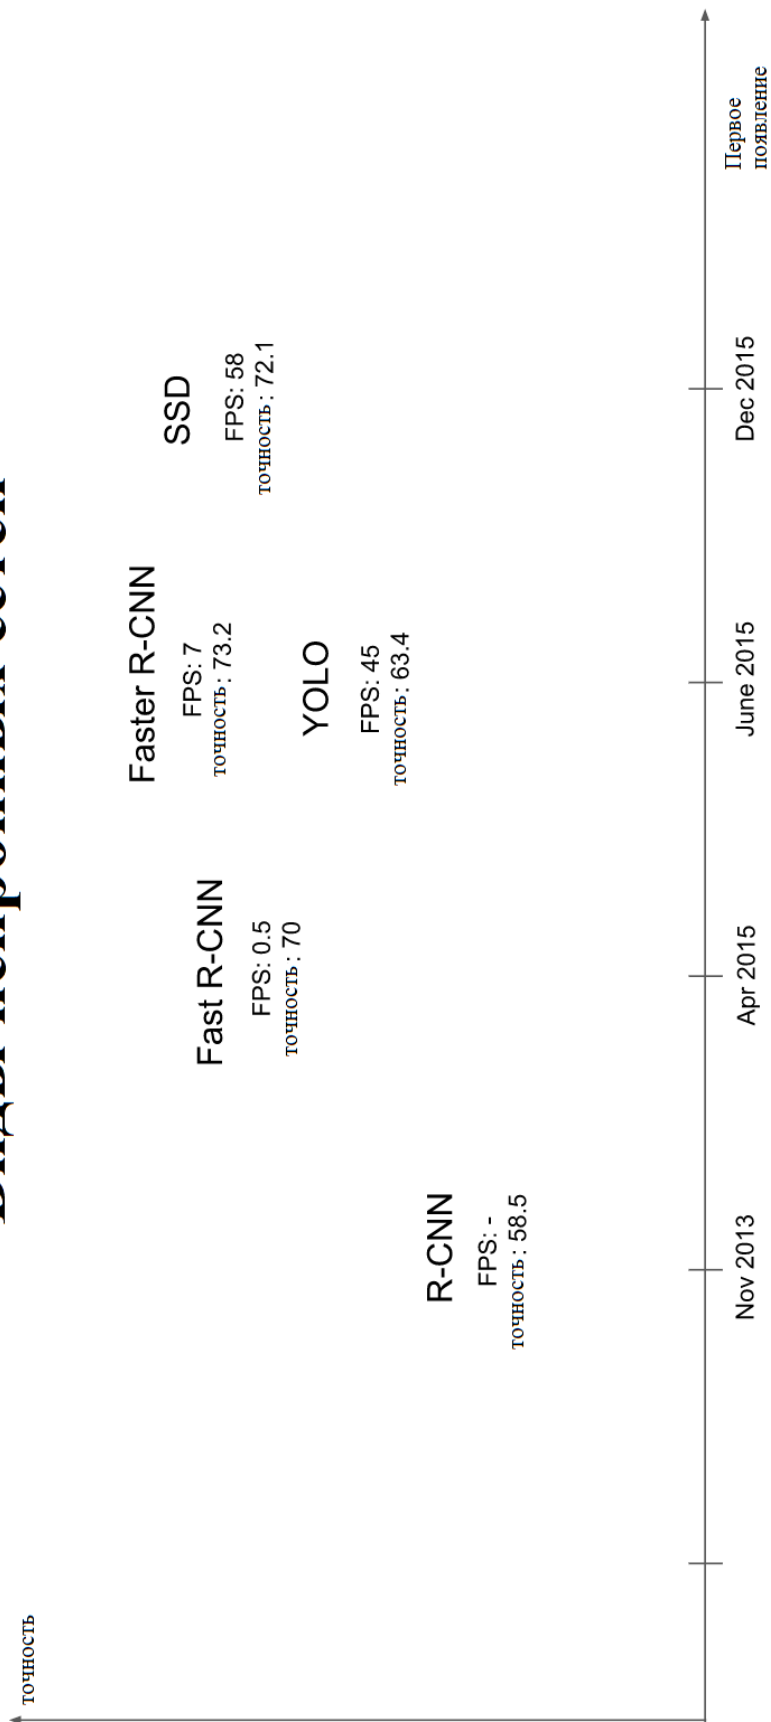 точность
Faster R-CNN
FPS: 7
точность: 73.2
SSD
FPS: 58
точность: 72.1
Fast R-CNN
FPS: 0.5
точность: 70
YOLO
FPS: 45
точность: 63.4
R-CNN
FPS: -
точность: 58.5
Nov 2013
Apr 2015
June 2015
Dec 2015
Первое
появление